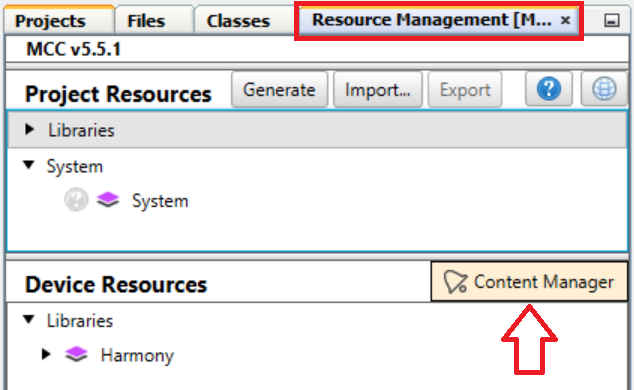 Projects Files Classes Resource Management [M... ×
MCC v5.5.1
Project Resources Generate Import... Export ?
Libraries
System
? System
Device Resources Content Manager
Libraries
Harmony